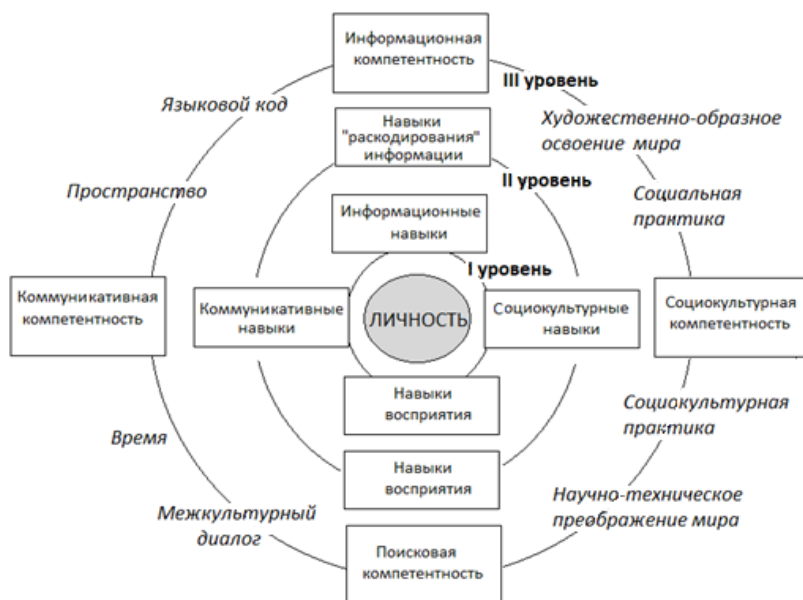 Информационная
компетентность
III уровень
Языковой код
Художественно-образное
освоение мира
Навыки
"раскодирования"
информации
II уровень
Пространство
Социальная
практика
Информационные
навыки
I уровень
Коммуникативная
компетентность
Коммуникативные
навыки
ЛИЧНОСТЬ
Социокультурные
навыки
Социокультурная
компетентность
Навыки
восприятия
Социокультурная
практика
Время
Навыки
восприятия
Межкультурный
диалог
Научно-техническое
преображение мира
Поисковая
компетентность